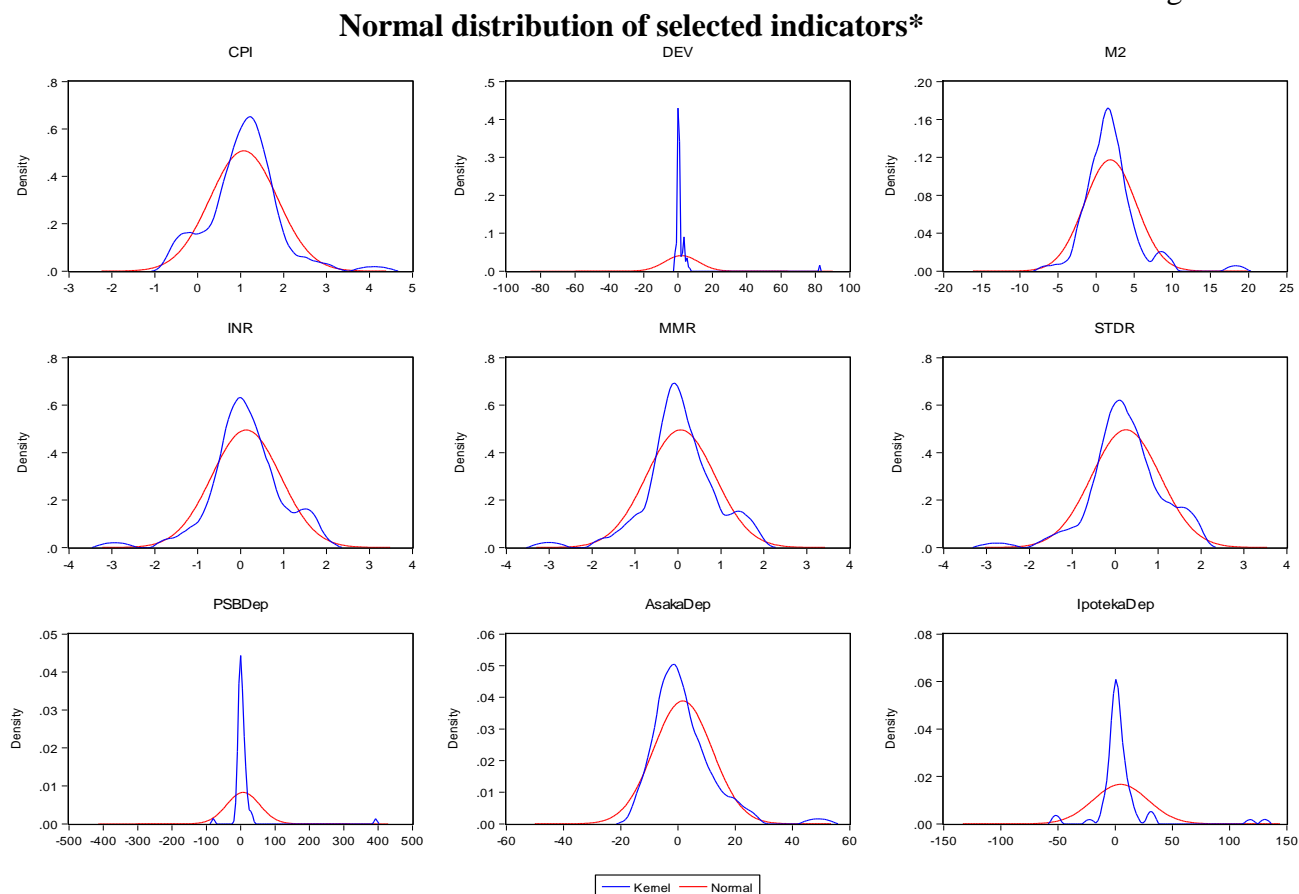 Normal distribution of selected indicators*
CPI
DEV
M2
.8
.6
.4
.2
.0
Density
-3 -2 -1 0 1 2 3 4 5
.5
.4
.3
.2
.1
.0
Density
-100 -80 -60 -40 -20 0 20 40 60 80 100
.20
.16
.12
.08
.04
.00
Density
-20 -15 -10 -5 0 5 10 15 20 25
INR
MMR
STDR
.8
.6
.4
.2
.0
Density
-4 -3 -2 -1 0 1 2 3 4
.8
.6
.4
.2
.0
Density
-4 -3 -2 -1 0 1 2 3 4
.8
.6
.4
.2
.0
Density
-4 -3 -2 -1 0 1 2 3 4
PSBDep
AsakaDep
IpotekaDep
.05
.04
.03
.02
.01
.00
Density
-500 -400 -300 -200 -100 0 100 200 300 400 500
.06
.05
.04
.03
.02
.01
.00
Density
-60 -40 -20 0 20 40 60
.08
.06
.04
.02
.00
Density
-150 -100 -50 0 50 100 150
Kernel Normal